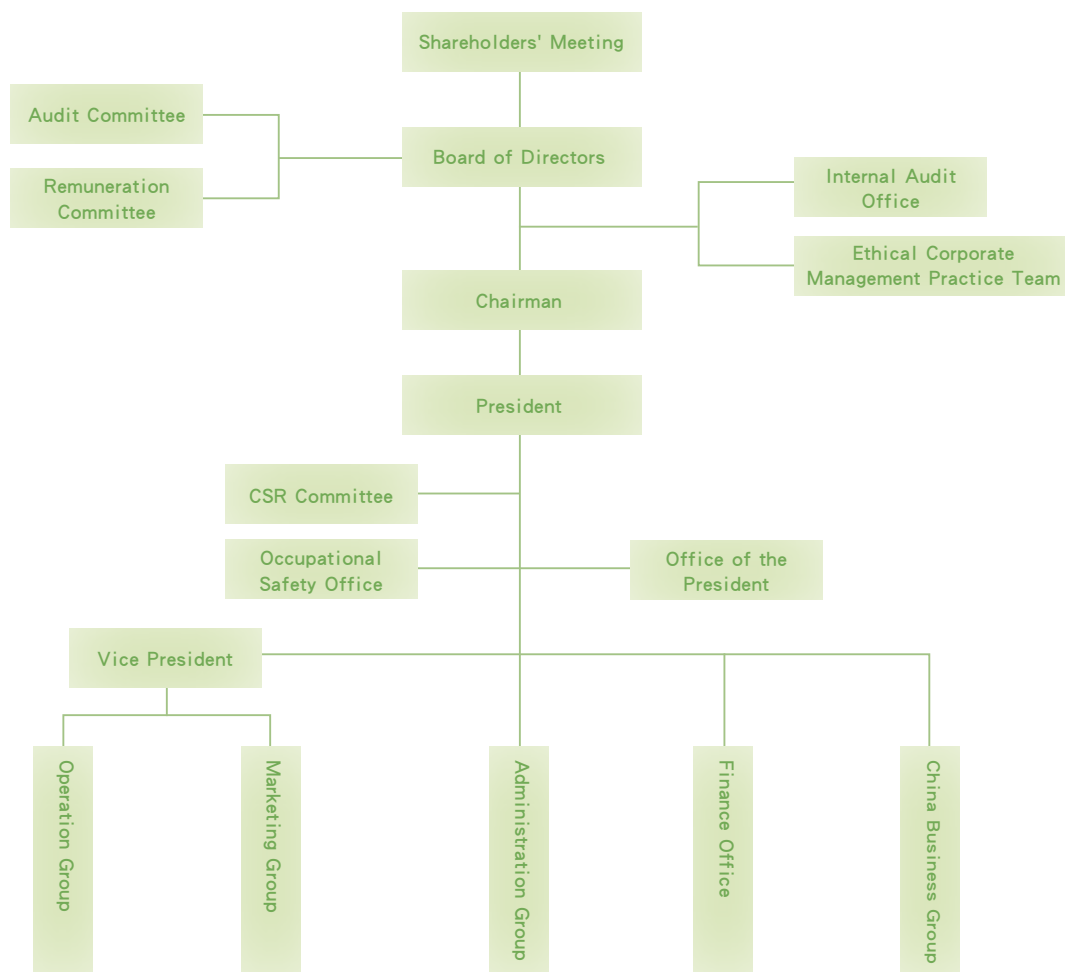 Shareholders' Meeting
Audit Committee
Board of Directors
Remuneration
Committee
Internal Audit
Office
Ethical Corporate
Management Practice Team
Chairman
President
CSR Committee
Occupational
Safety Office
Office of the
President
Vice President
Operation Group
Marketing Group
Administration Group
Finance Office
China Business Group